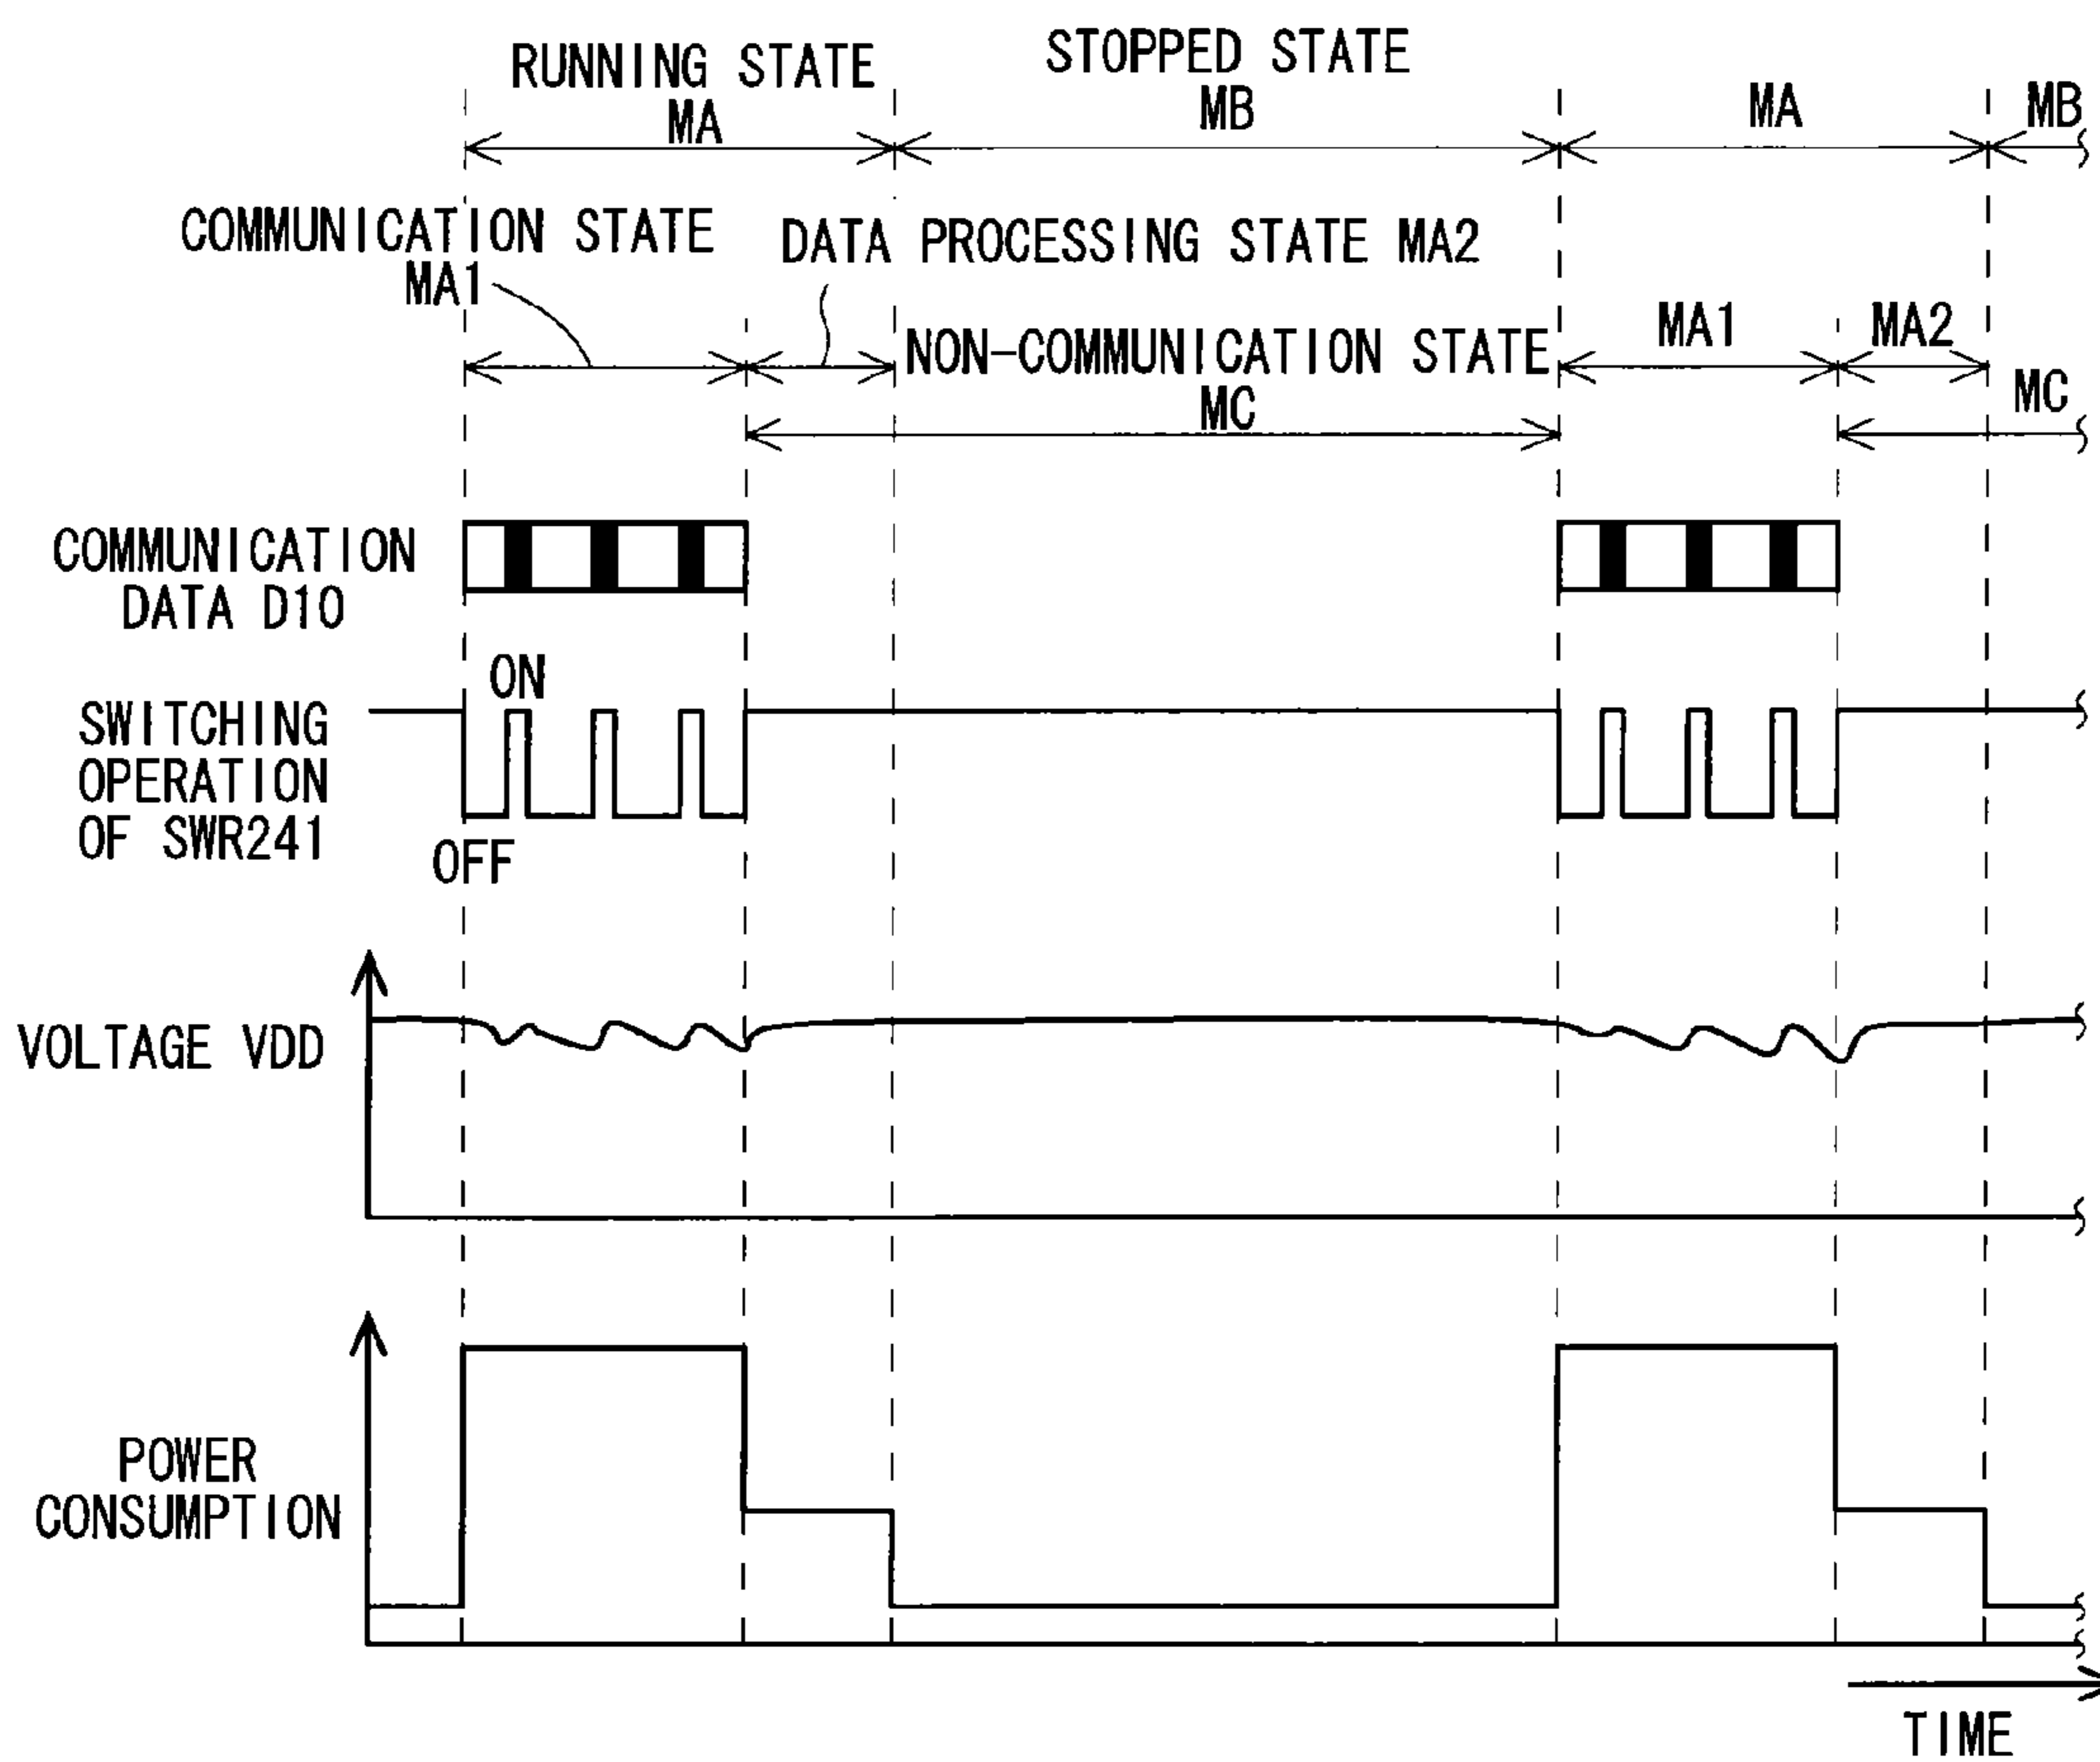 RUNNING STATE
MA
STOPPED STATE
MB
MA
MB
COMMUNICATION STATE
MA1
DATA PROCESSING STATE MA2
NON-COMMUNICATION STATE
MC
MA1
MA2
MC
COMMUNICATION
DATA D10
ON
SWITCHING
OPERATION
OF SWR241
OFF
VOLTAGE VDD
POWER
CONSUMPTION
TIME